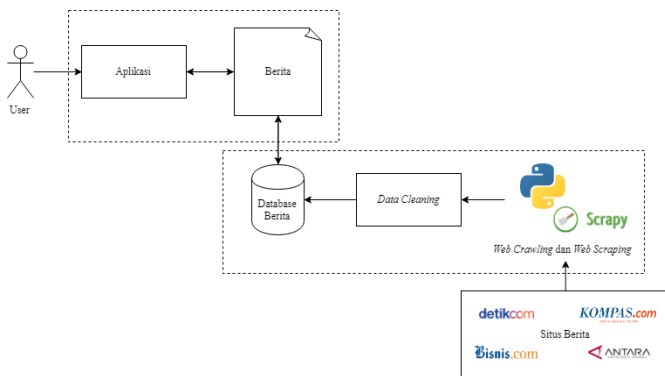 Aplikasi
Berita
User
Database
Berita
Data Cleaning
Scrapy
Web Crawling dan Web Scraping
detikcom
KOMPAS.com
Situs Berita
Bisnis.com
ANTARA